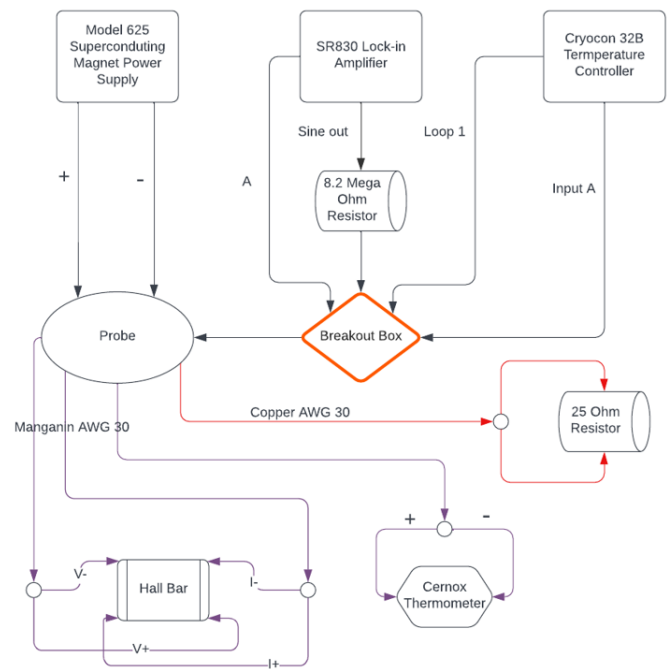 Model 625
Superconduting
Magnet Power
Supply
SR830 Lock-in
Amplifier
Cryocon 32B
Termperature
Controller
+
-
A
Sine out
Loop 1
Input A
8.2 Mega
Ohm
Resistor
Probe
Breakout Box
Copper AWG 30
25 Ohm
Resistor
Manganin AWG 30
+
-
V-
Hall Bar
I-
Cernox
Thermometer
V+
I+